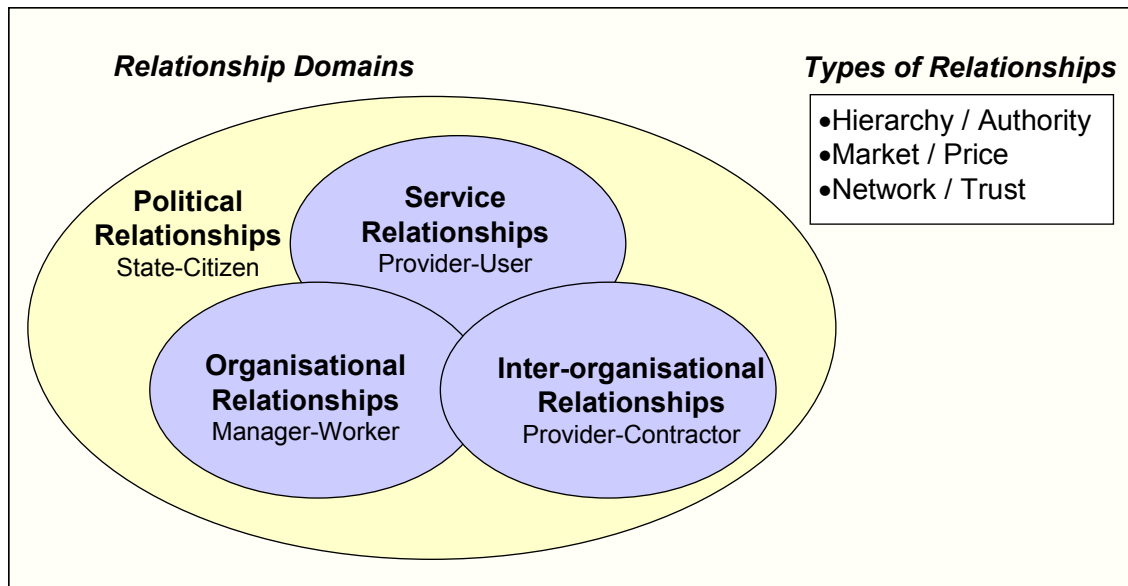 Relationship Domains
Types of Relationships
•Hierarchy / Authority
•Market / Price
•Network / Trust
Political
Relationships
State-Citizen
Service
Relationships
Provider-User
Organisational
Relationships
Manager-Worker
Inter-organisational
Relationships
Provider-Contractor